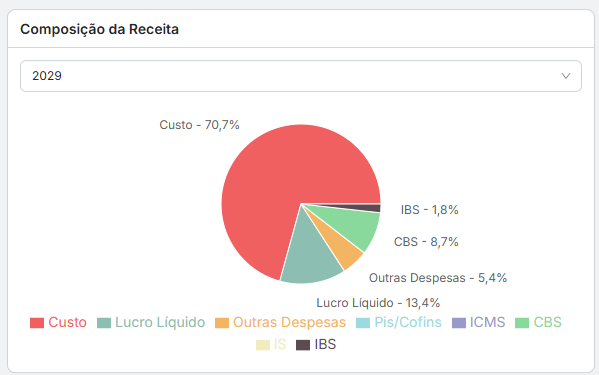 Composição da Receita
2029
Custo - 70,7%
IBS - 1,8%
CBS - 8,7%
Outras Despesas - 5,4%
Lucro Líquido - 13,4%
Custo Lucro Líquido Outras Despesas Pis/Cofins ICMS CBS
IS IBS